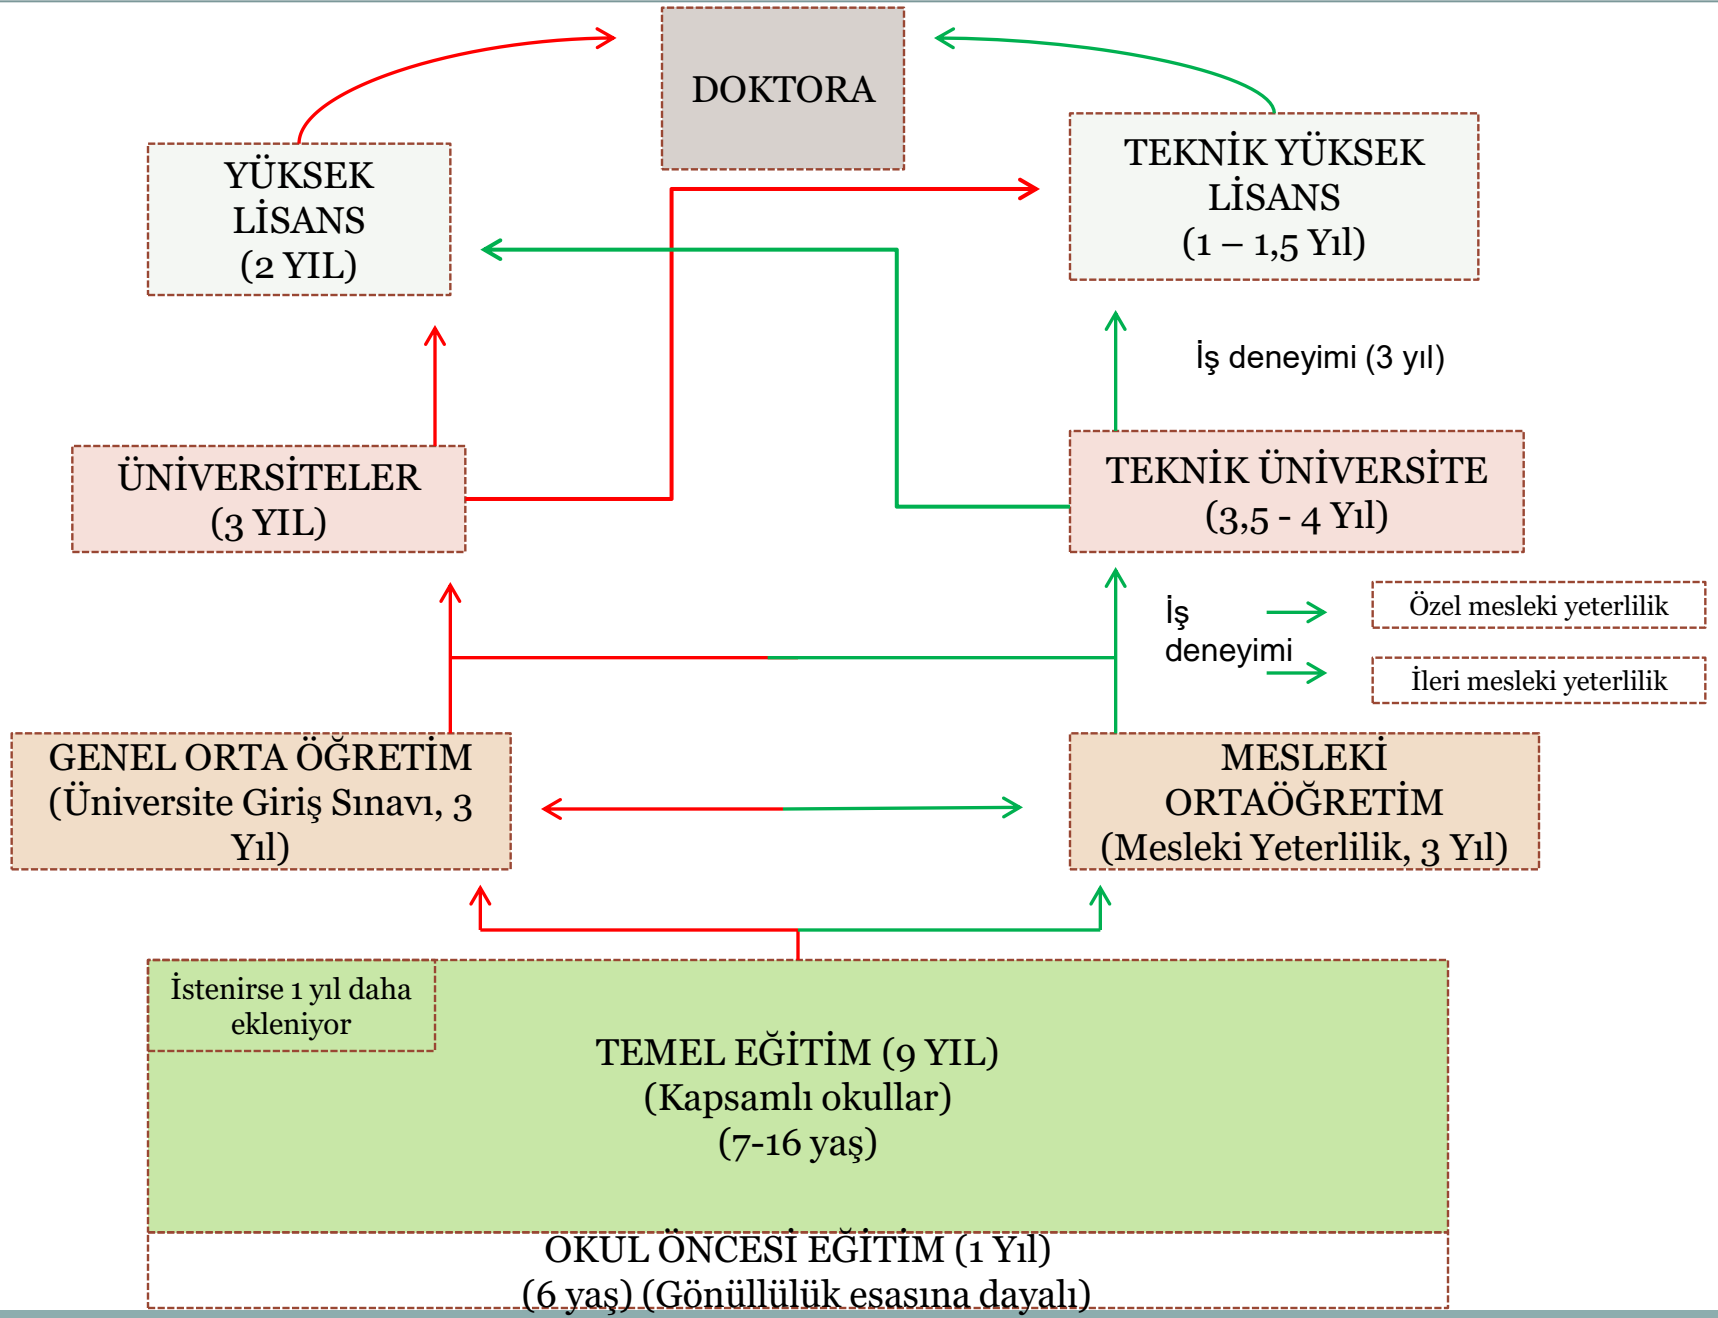 DOKTORA
YÜKSEK
LİSANS
(2 YIL)
TEKNİK YÜKSEK
LİSANS
(1 – 1,5 Yıl)
İş deneyimi (3 yıl)
ÜNİVERSİTELER
(3 YIL)
TEKNİK ÜNİVERSİTE
(3,5 - 4 Yıl)
İş
deneyimi
Özel mesleki yeterlilik
İleri mesleki yeterlilik
GENEL ORTA ÖĞRETİM
(Üniversite Giriş Sınavı, 3
Yıl)
MESLEKİ
ORTAÖĞRETİM
(Mesleki Yeterlilik, 3 Yıl)
İstenirse 1 yıl daha
ekleniyor
TEMEL EĞİTİM (9 YIL)
(Kapsamlı okullar)
(7-16 yaş)
OKUL ÖNCESİ EĞİTİM (1 Yıl)
(6 yaş) (Gönüllülük esasına dayalı)